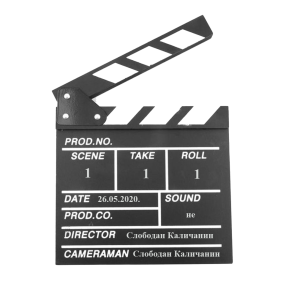 PROD.NO.
SCENE TAKE ROLL
1 1 1
DATE 26.05.2020. SOUND
PROD.CO. не
DIRECTOR Слободан Каличанин
CAMERAMAN Слободан Каличанин